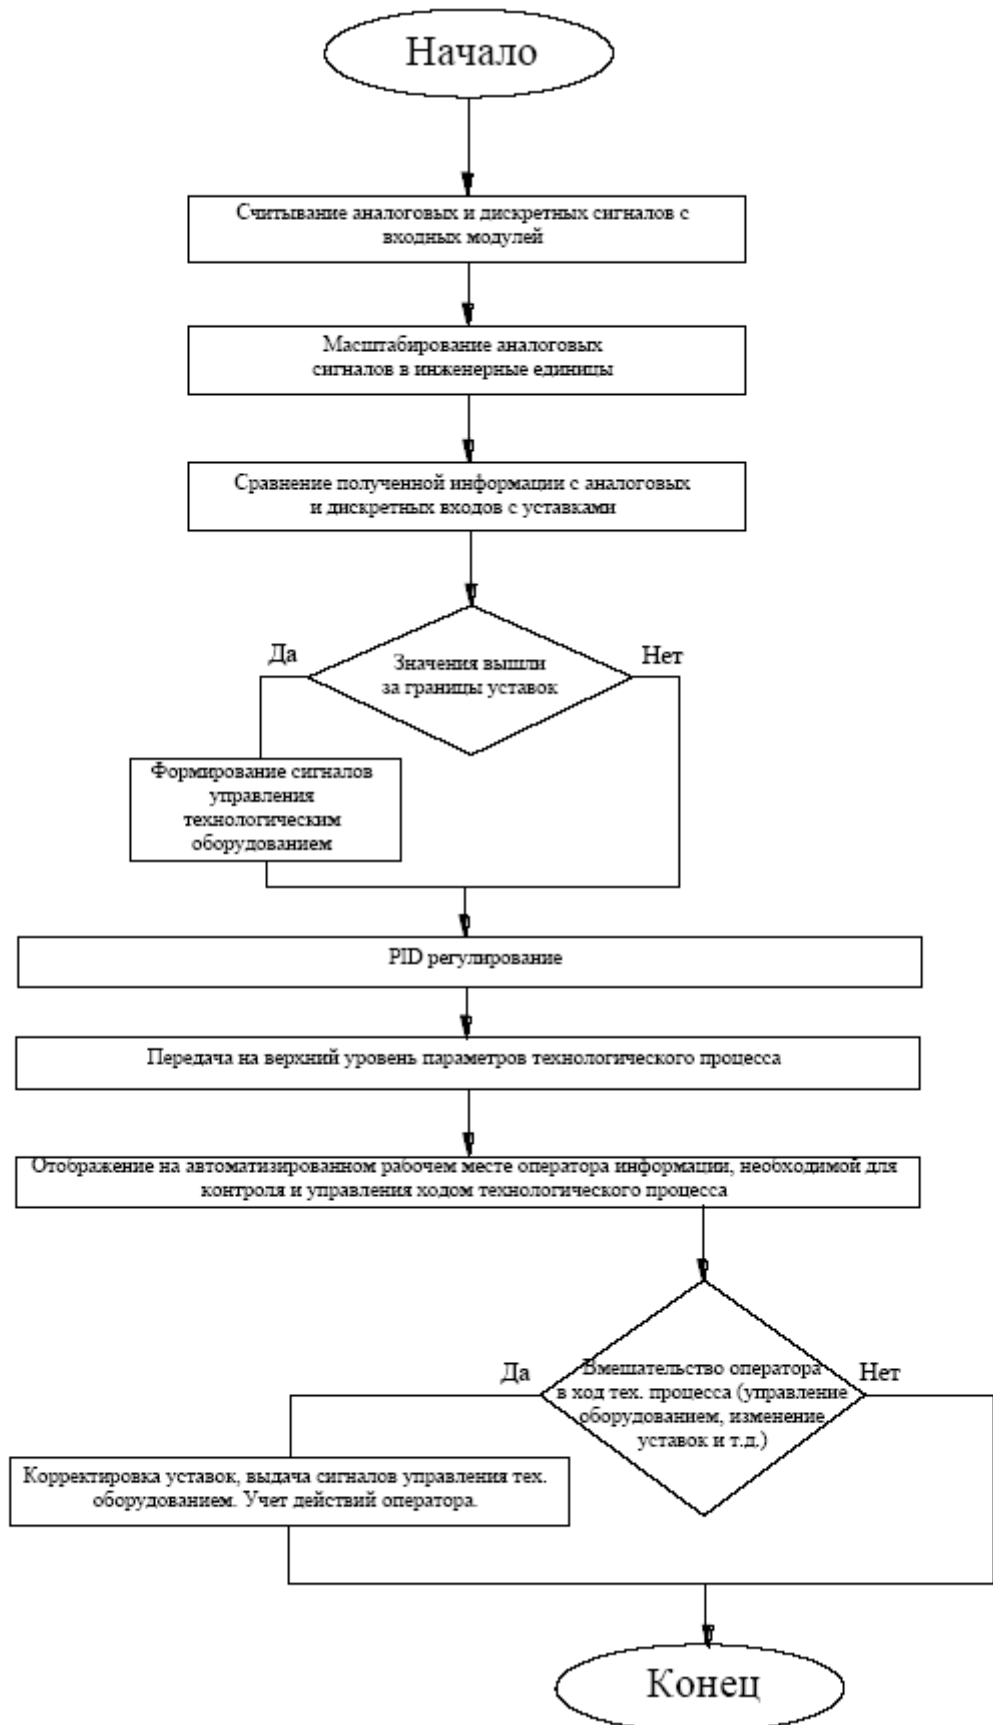 Начало
Считывание аналоговых и дискретных сигналов с
входных модулей
Масштабирование аналоговых
сигналов в инженерные единицы
Сравнение полученной информации с аналоговых
и дискретных входов с уставками
Да
Значения вышли
за границы уставок
Нет
Формирование сигналов
управления
технологическим
оборудованием
PID регулирование
Передача на верхний уровень параметров технологического процесса
Отображение на автоматизированном рабочем месте оператора информации, необходимой для
контроля и управления ходом технологического процесса
Да
Вмешательство оператора
в ход тех. процесса (управление
оборудованием, изменение
уставок и т.д.)
Нет
Корректировка уставок, выдача сигналов управления тех.
оборудованием. Учет действий оператора.
Конец